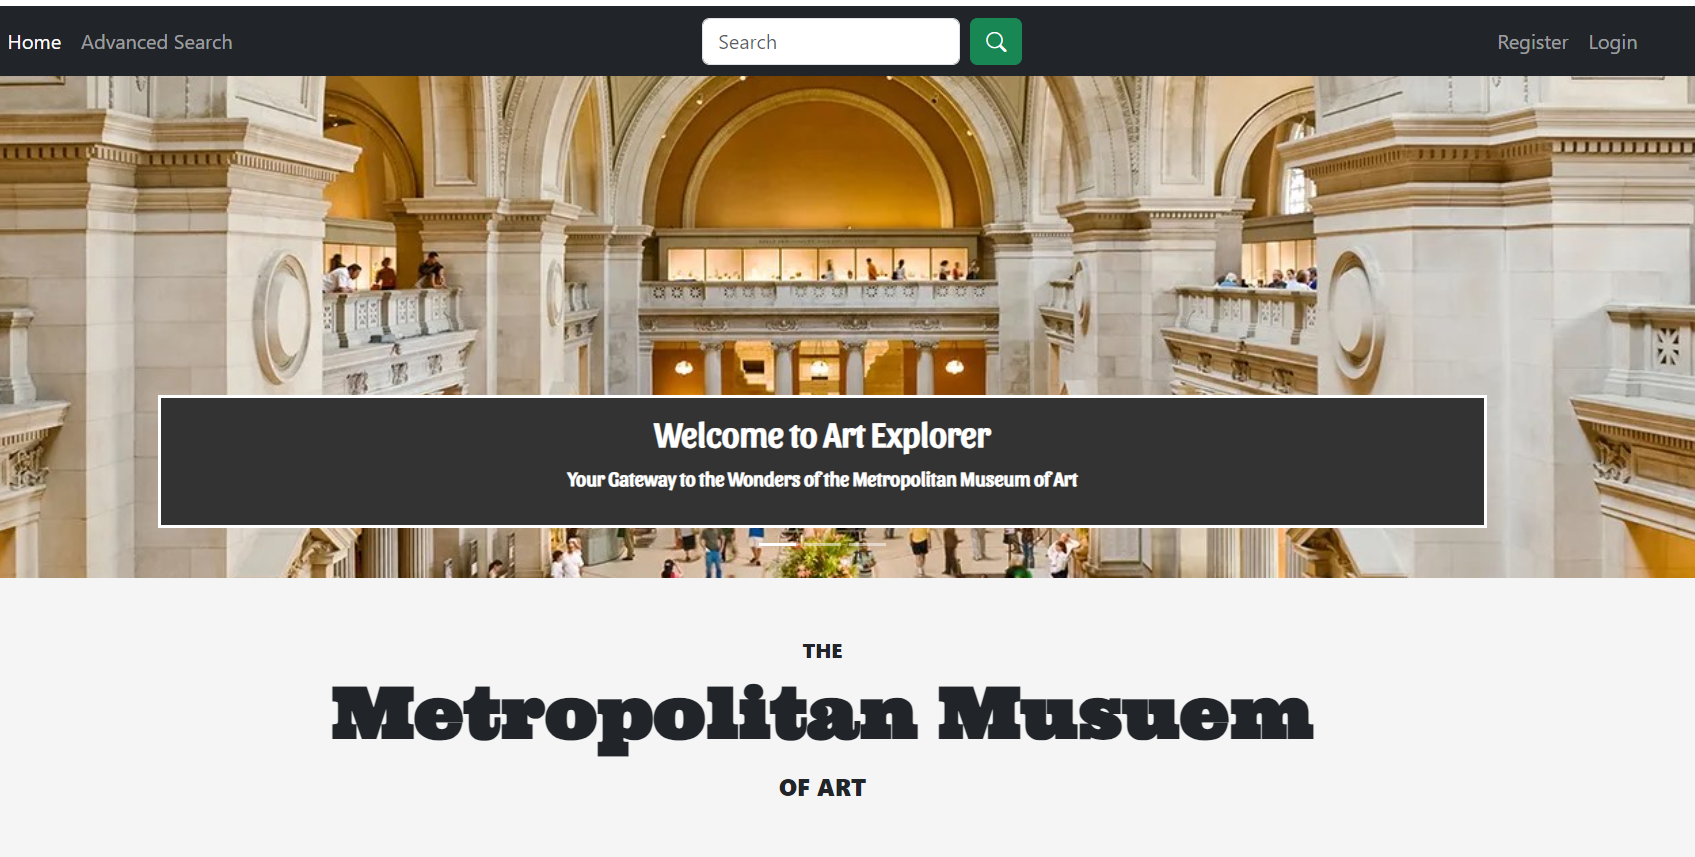 Home Advanced Search Search Register Login
Welcome to Art Explorer
Your Gateway to the Wonders of the Metropolitan Museum of Art
THE
Metropolitan Musuem
OF ART